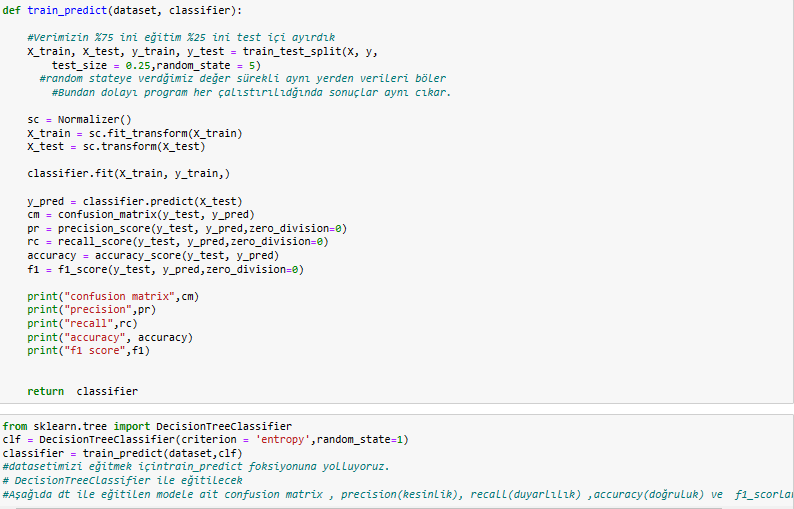 def train_predict(dataset, classifier):
#Verimizin %75 ini eğitim %25 ini test içi ayırdık
X_train, X_test, y_train, y_test = train_test_split(X, y,
test_size = 0.25,random_state = 5)
#random stateye verdğimiz değer sürekli aynı yerden verileri böler
#Bundan dolayı program her çalıstırılıdğında sonuçlar aynı cıkar.
sc = Normalizer()
X_train = sc.fit_transform(X_train)
X_test = sc.transform(X_test)
classifier.fit(X_train, y_train,)
y_pred = classifier.predict(X_test)
cm = confusion_matrix(y_test, y_pred)
pr = precision_score(y_test, y_pred,zero_division=0)
rc = recall_score(y_test, y_pred,zero_division=0)
accuracy = accuracy_score(y_test, y_pred)
f1 = f1_score(y_test, y_pred,zero_division=0)
print("confusion matrix",cm)
print("precision",pr)
print("recall",rc)
print("accuracy", accuracy)
print("f1 score",f1)
return  classifier
from sklearn.tree import DecisionTreeClassifier
clf = DecisionTreeClassifier(criterion = 'entropy',random_state=1)
classifier = train_predict(dataset,clf)
#datasetimizi eğitmek içintrain_predict foksiyonuna yolluyoruz.
# DecisionTreeClassifier ile eğitilecek
#Aşağıda dt ile eğitilen modele ait confusion matrix , precision(kesinlik), recall(duyarlılık) ,accuracy(doğruluk) ve  f1_scorla